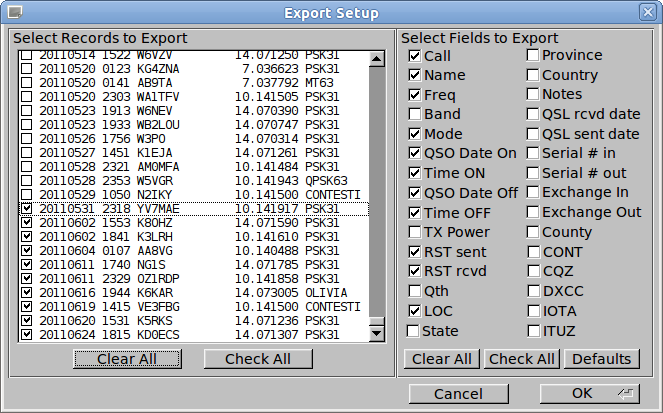 Export Setup
Select Records to Export
20110514 1522 W6VZV 14.071250 PSK31
20110520 0123 KG4ZNA 7.036623 PSK31
20110520 0141 AB9TA 7.037792 MT63
20110520 2303 WA1TFV 10.141505 PSK31
20110523 1913 W6NEV 14.070390 PSK31
20110523 1933 WB2LOU 14.070747 PSK31
20110526 1756 W3PO 14.070314 PSK31
20110527 1451 K1EJA 14.071261 PSK31
20110528 2321 AM0MFA 10.141484 PSK31
20110528 2353 W5VGR 10.141943 QPSK63
20110529 1050 N2IKY 10.141500 CONTESTI
20110531 2318 YV7MAE 10.141917 PSK31
20110602 1553 K8OHZ 14.071590 PSK31
20110602 1841 K3LRH 10.141610 PSK31
20110604 0107 AA8VG 10.140488 PSK31
20110611 1740 NG1S 14.071785 PSK31
20110611 2329 OZ1RDP 10.141858 PSK31
20110616 1944 K6KAR 14.073005 OLIVIA
20110619 1415 VE3FBG 10.141500 CONTESTI
20110620 1531 K5RKS 14.071236 PSK31
20110624 1815 KD0ECS 14.071307 PSK31
Clear All
Check All
Select Fields to Export
Call
Name
Freq
Band
Mode
QSO Date On
Time ON
QSO Date Off
Time OFF
TX Power
RST sent
RST rcvd
Qth
LOC
State
Province
Country
Notes
QSL rcvd date
QSL sent date
Serial # in
Serial # out
Exchange In
Exchange Out
County
CONT
CQZ
DXCC
IOTA
ITUZ
Clear All
Check All
Defaults
Cancel
OK